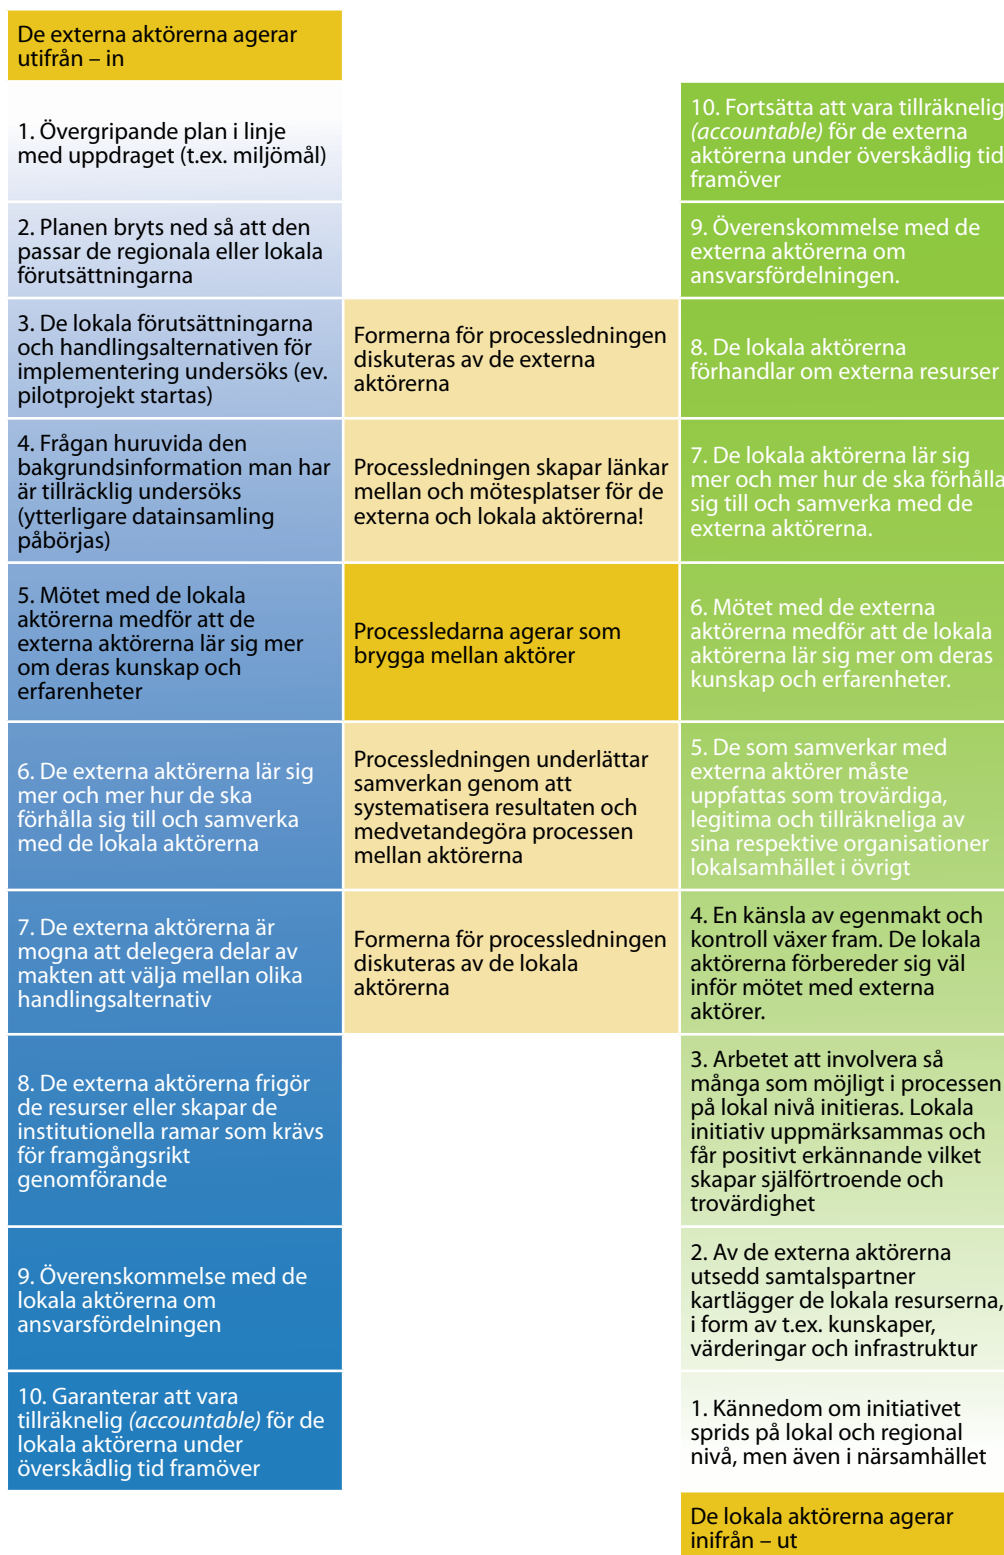 De externa aktörerna agerar
utifrån – in
1. Övergripande plan i linje
med uppdraget (t.ex. miljömål)
2. Planen bryts ned så att den
passar de regionala eller lokala
förutsättningarna
3. De lokala förutsättningarna
och handlingsalternativen för
implementering undersöks (ev.
pilotprojekt startas)
4. Frågan huruvida den
bakgrundsinformation man har
är tillräcklig undersöks
(ytterligare datainsamling
påbörjas)
5. Mötet med de lokala
aktörerna medför att de
externa aktörerna lär sig mer
om deras kunskap och
erfarenheter
6. De externa aktörerna lär sig
mer och mer hur de ska
förhålla sig till och samverka
med de lokala aktörerna
7. De externa aktörerna är
mogna att delegera delar av
makten att välja mellan olika
handlingsalternativ
8. De externa aktörerna frigör
de resurser eller skapar de
institutionella ramar som krävs
för framgångsrikt
genomförande
9. Överenskommelse med de
lokala aktörerna om
ansvarsfördelningen
10. Garanterar att vara
tillräknelig (accountable) för de
lokala aktörerna under
överskådlig tid framöver
Formerna för processledningen
diskuteras av de externa
aktörerna
Processledningen skapar länkar
mellan och mötesplatser för de
externa och lokala aktörerna!
Processledarna agerar som
brygga mellan aktörer
Processledningen underlättar
samverkan genom att
systematisera resultaten och
medvetandegöra processen
mellan aktörerna
Formerna för processledningen
diskuteras av de lokala
aktörerna
10. Fortsätta att vara tillräknelig
(accountable) för de externa
aktörerna under överskådlig tid
framöver
9. Överenskommelse med de
externa aktörerna om
ansvarsfördelningen.
8. De lokala aktörerna
förhandlar om externa resurser
7. De lokala aktörerna lär sig
mer och mer hur de ska förhålla
sig till och samverka med de
externa aktörerna.
6. Mötet med de externa
aktörerna medför att de lokala
aktörerna lär sig mer om deras
kunskap och erfarenheter.
5. De som samverkar med
externa aktörer måste
uppfattas som trovärdiga,
legitima och tillräkneliga av
sina respektive organisationer
lokalsamhället i övrigt
4. En känsla av egenmakt och
kontroll växer fram. De lokala
aktörerna förbereder sig väl
inför mötet med externa
aktörer.
3. Arbetet att involvera så
många som möjligt i processen
på lokal nivå initieras. Lokala
initiativ uppmärksammas och
får positivt erkännande vilket
skapar själförtroende och
trovärdighet
2. Av de externa aktörerna
utsedd samtalspartner
kartlägger de lokala resurserna,
i form av t.ex. kunskaper,
värderingar och infrastruktur
1. Kännedom om initiativet
sprids på lokal och regional
nivå, men även i närsamhället
De lokala aktörerna agerar
inifrån – ut